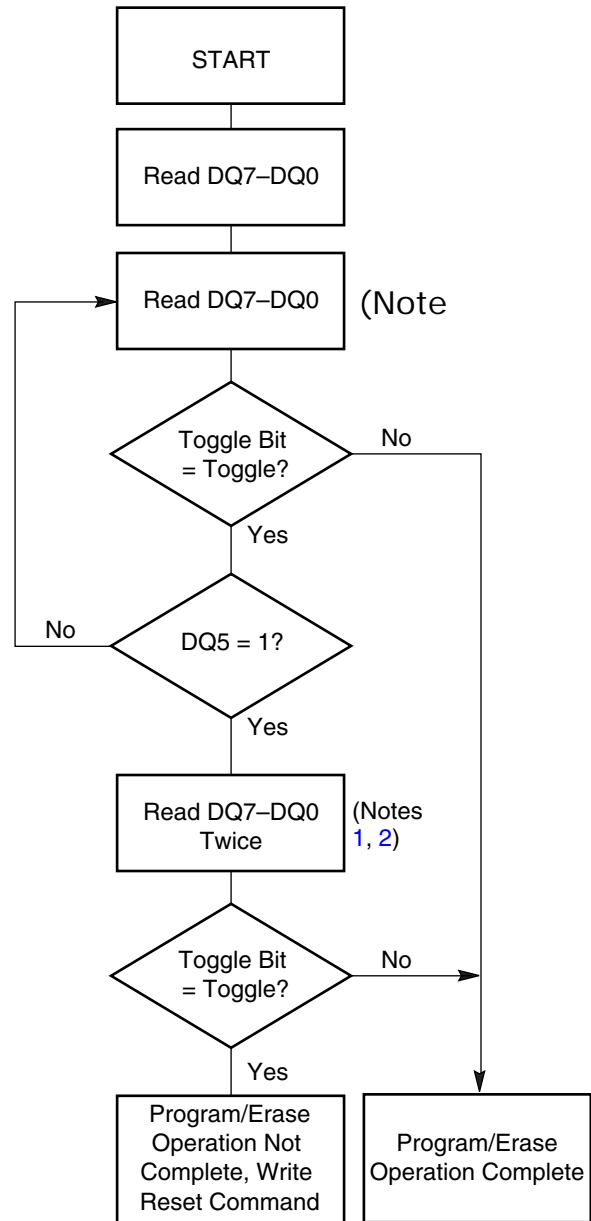 START
Read DQ7–DQ0
Read DQ7–DQ0
(Note
Toggle Bit
= Toggle?
No
Yes
No
DQ5 = 1?
Yes
Read DQ7–DQ0
Twice
(Notes
1, 2)
Toggle Bit
= Toggle?
No
Yes
Program/Erase
Operation Not
Complete, Write
Reset Command
Program/Erase
Operation Complete